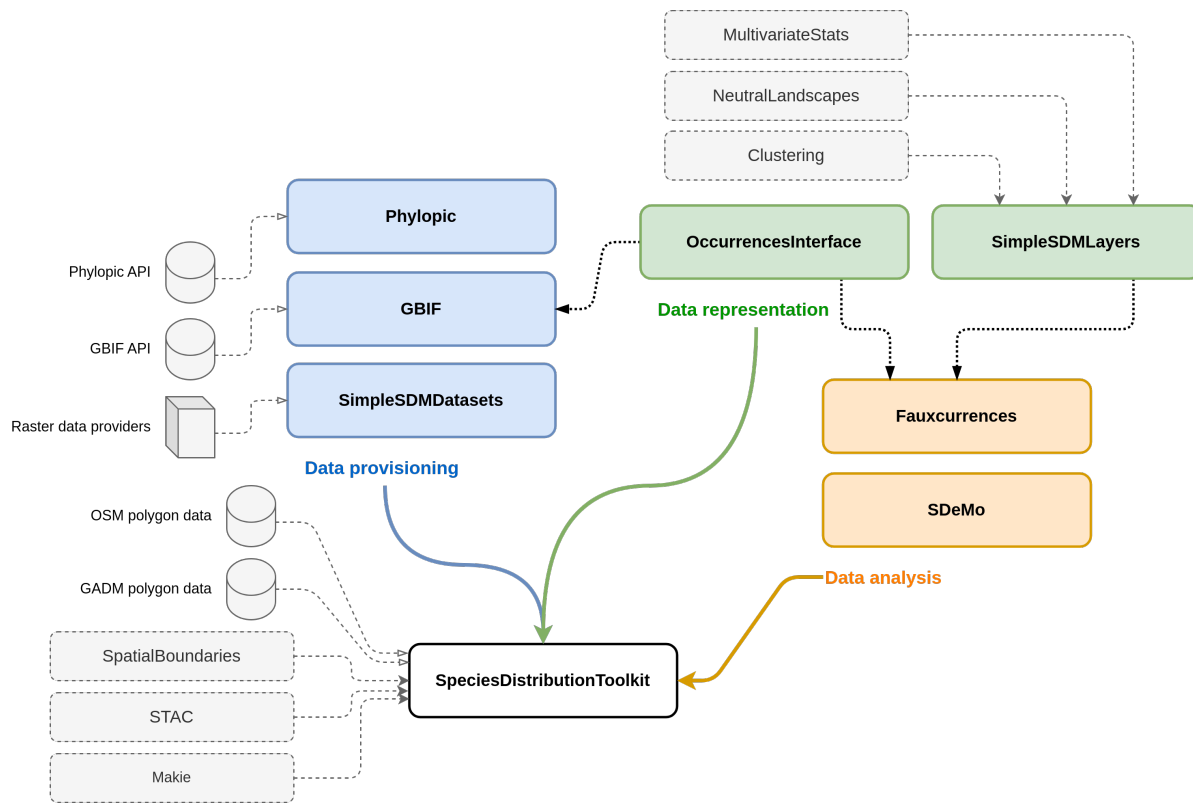 MultivariateStats
NeutralLandscapes
Clustering
Phylopic
OccurrencesInterface
SimpleSDMLayers
Phylopic API
GBIF
Data representation
GBIF API
SimpleSDMDatasets
Fauxcurrences
Raster data providers
Data provisioning
SDeMo
OSM polygon data
Data analysis
GADM polygon data
SpatialBoundaries
SpeciesDistributionToolkit
STAC
Makie